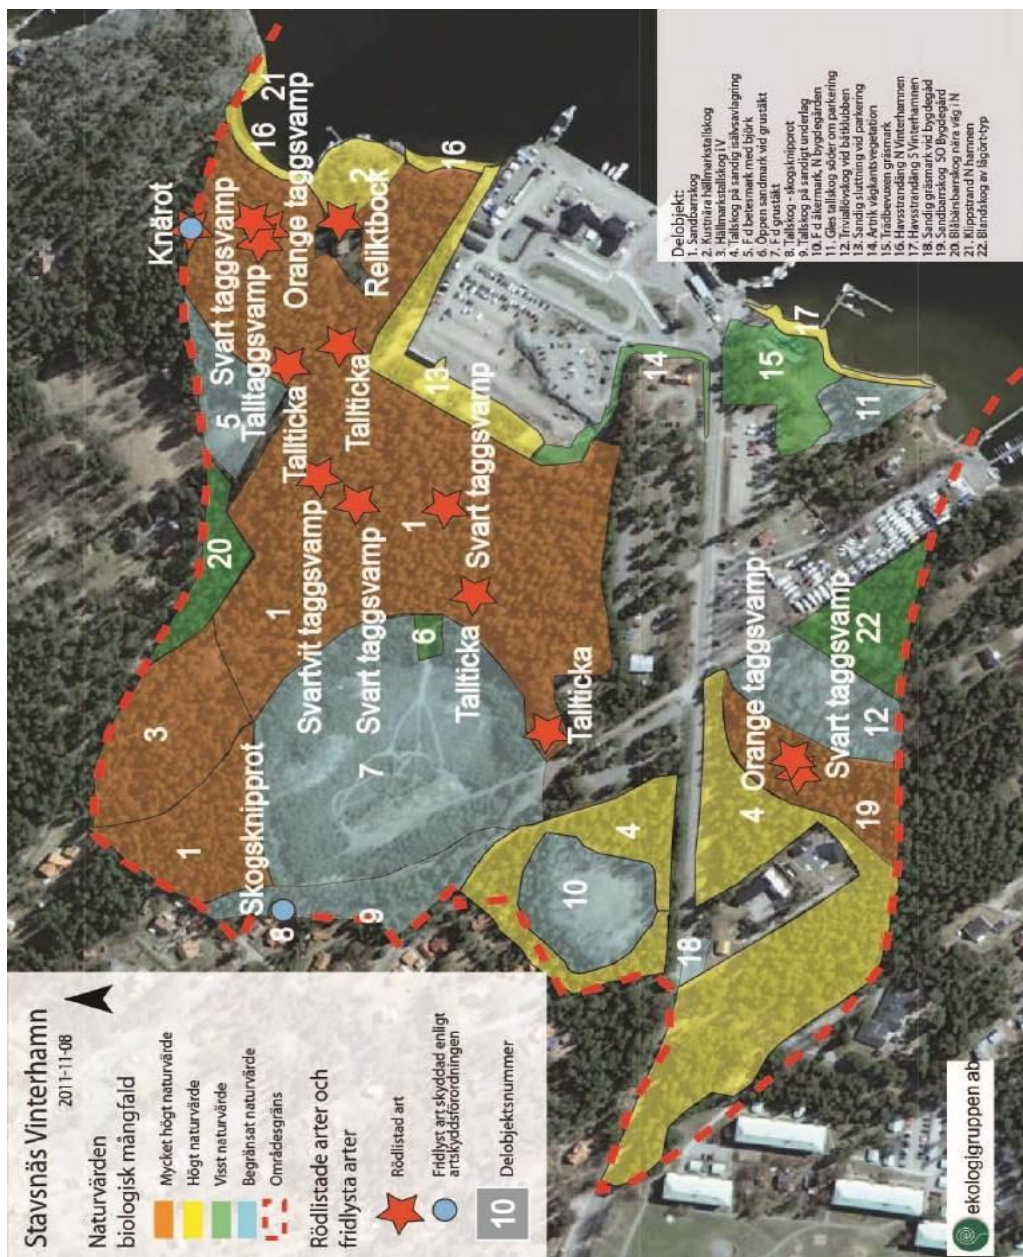 Stavsnäs Vinterhamn
2011-11-08
Naturvärden
biologisk mångfald
Mycket högt naturvärde
Högt naturvärde
Visst naturvärde
Begränsat naturvärde
Områdesgräns
Rödlistade arter och
fridlysta arter
Rödlistad art
Fridlyst art skyddad enligt
artskyddsförordningen
10 Delobjektsnummer
ekologigruppen ab
Knärot
Svart taggsvamp
Talltaggsvamp
Orange taggsvamp
Reliktbock
Tallticka
Tallticka
Svartvit taggsvamp
Svart taggsvamp
Svart taggsvamp
Tallticka
Tallticka
Skogsknipprot
Orange taggsvamp
Svart taggsvamp
1
3
20
5
16
21
2
16
1
1
13
6
7
8
9
10
4
14
15
17
11
18
4
19
12
22
Delobjekt:
1. Sandbarrskog
2. Kustnära hällmarkstallskog
3. Hällmarkstallskog i V
4. Tallskog på sandig isälvsavlagring
5. F d betesmark med björk
6. Öppen sandmark vid grustäkt
7. F d grustäkt
8. Tallskog - skogsknipprot
9. Tallskog på sandigt underlag
10. F d åkermark, N bygdegården
11. Gles tallskog söder om parkering
12. Triviallövskog vid båtklubben
13. Sandig sluttning vid parkering
14. Artrik vägkantsvegetation
15. Trädbevuxen gräsmark
16. Havsstrandäng N Vinterhamnen
17. Havsstrandäng S Vinterhamnen
18. Sandig gräsmark vid bygdegåd
19. Sandbarrskog SO Bygdegård
20. Blåbärsbarrskog nära väg i N
21. Klippstrand N hamnen
22. Blandskog av lågört-typ